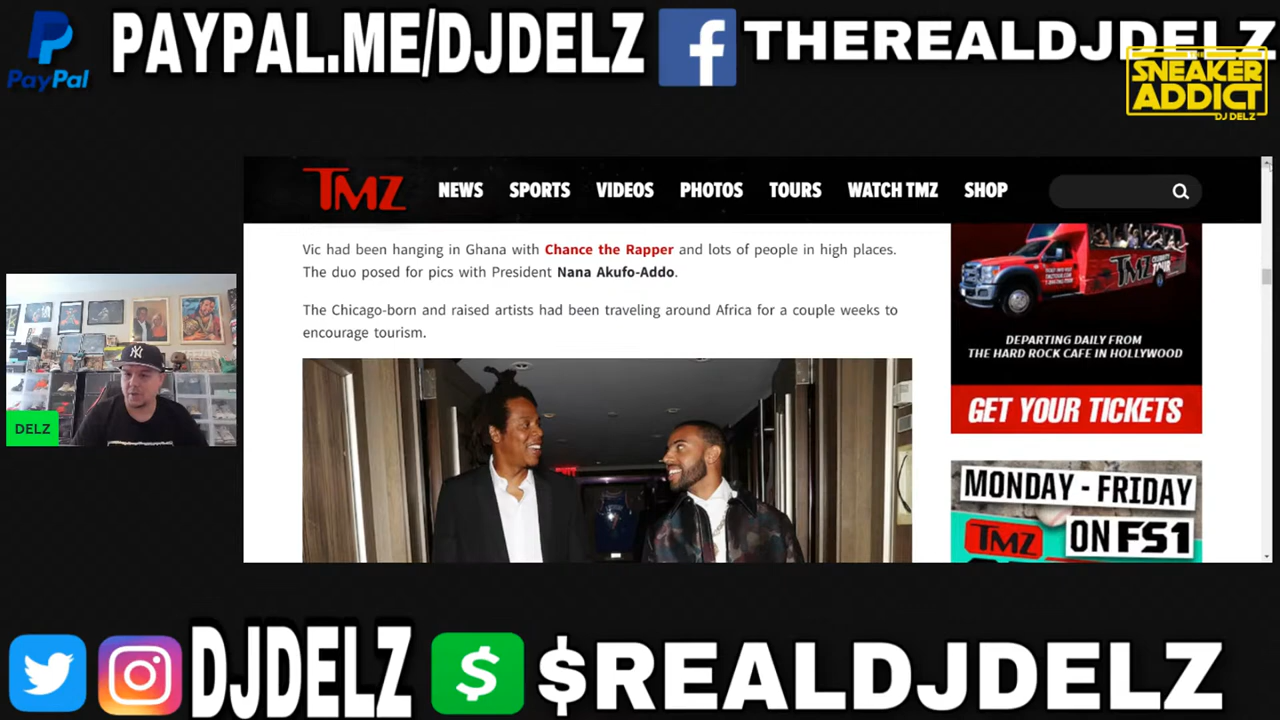 PayPal
PAYPAL.ME/DJDELZ
THEREALDJDELZ
THE
SNEAKER
ADDICT
DJ DELZ
TMZ
NEWS SPORTS VIDEOS PHOTOS TOURS WATCH TMZ SHOP
Vic had been hanging in Ghana with Chance the Rapper and lots of people in high places.
The duo posed for pics with President Nana Akufo-Addo.
The Chicago-born and raised artists had been traveling around Africa for a couple weeks to
encourage tourism.
TMZ
DEPARTING DAILY FROM
THE HARD ROCK CAFE IN HOLLYWOOD
GET YOUR TICKETS
MONDAY - FRIDAY
TMZ ON FS1
DELZ
DJDELZ
$REALDJDELZ